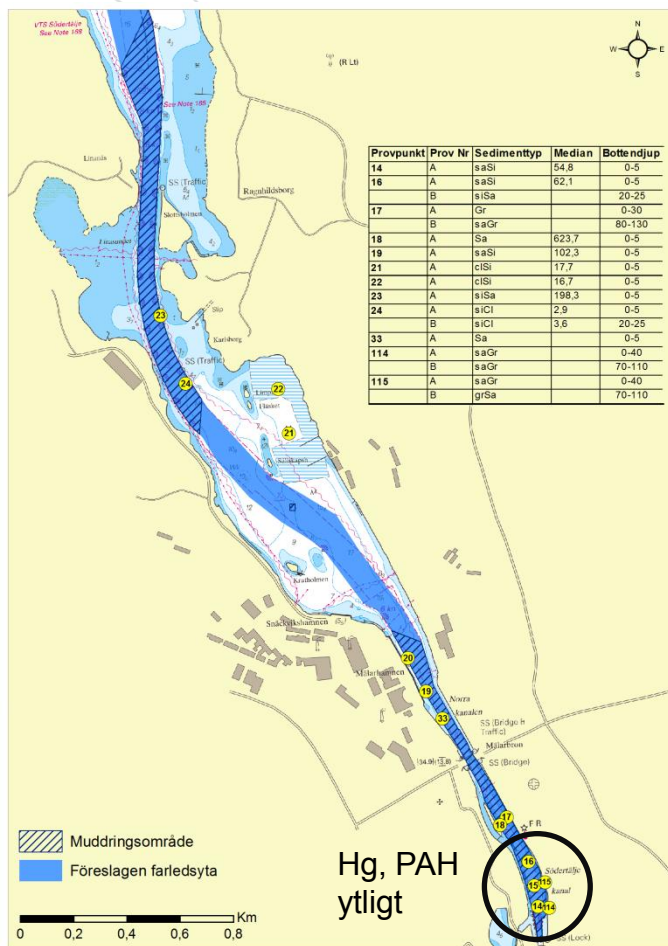 VTS Södertälje
See Note 188
See Note 188
(R Lt)
N
W E
S
Linanäs
SS (Traffic)
Slottsholmen
Ragnhildsborg
Linasundet
Slip
Karlsborg
SS (Traffic)
Provpunkt Prov Nr Sedimenttyp Median Bottendjup
14 A saSi 54,8 0-5
16 A saSi 62,1 0-5
B siSa 20-25
17 A Gr 0-30
B saGr 80-130
18 A Sa 623,7 0-5
19 A saSi 102,3 0-5
21 A clSi 17,7 0-5
22 A clSi 16,7 0-5
23 A siSa 198,3 0-5
24 A siCl 2,9 0-5
B siCl 3,6 20-25
33 A Sa 0-5
114 A saGr 0-40
B saGr 70-110
115 A saGr 0-40
B grSa 70-110
23
24
22
Flasket
21
Kalkskapet
Kratholmen
Snäckvikshamnen
Mälarhamnen
20
19
33
Norra
kanalen
SS (Bridge &
Traffic)
Mälarbron
SS (Bridge)
17
18
F R
16
Södertälje
kanal
15
115
14
114
SS (Lock)
Hg, PAH
ytligt
Muddringsområde
Föreslagen farledsyta
Km
0 0,2 0,4 0,6 0,8